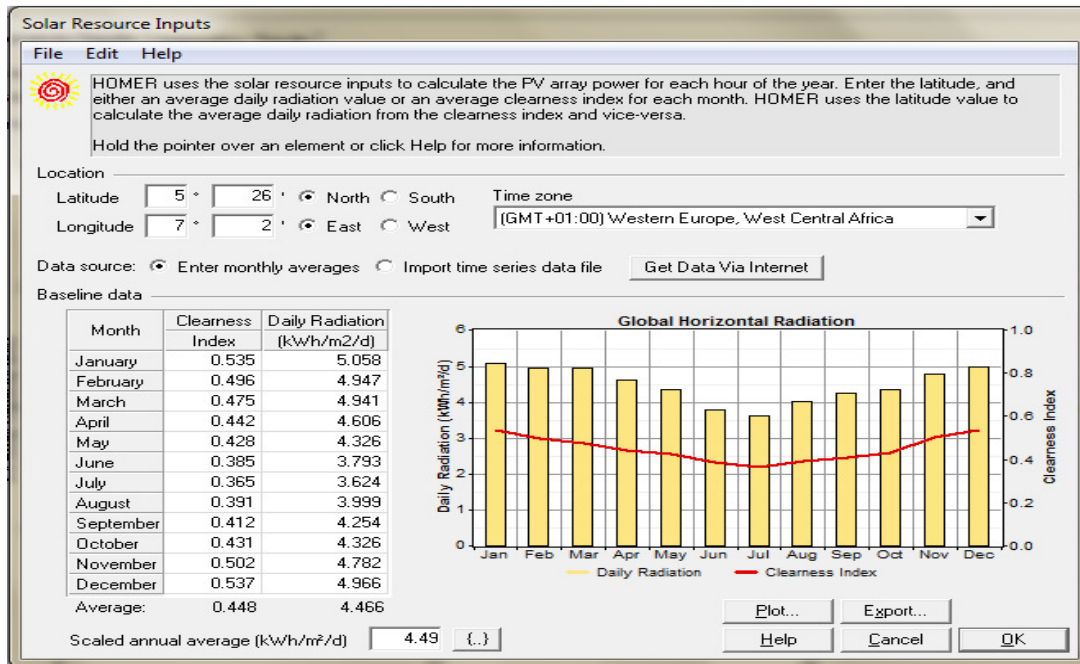 Solar Resource Inputs
File Edit Help
HOMER uses the solar resource inputs to calculate the PV array power for each hour of the year. Enter the latitude, and
either an average daily radiation value or an average clearness index for each month. HOMER uses the latitude value to
calculate the average daily radiation from the clearness index and vice-versa.
Hold the pointer over an element or click Help for more information.
Location
Latitude 5 ° 26 ' North South Time zone
Longitude 7 ° 2 ' East West (GMT+01:00) Western Europe, West Central Africa
Data source: Enter monthly averages Import time series data file Get Data Via Internet
Baseline data
Month Clearness Index Daily Radiation (kWh/m2/d)
January 0.535 5.058
February 0.496 4.947
March 0.475 4.941
April 0.442 4.606
May 0.428 4.326
June 0.385 3.793
July 0.365 3.624
August 0.391 3.999
September 0.412 4.254
October 0.431 4.326
November 0.502 4.782
December 0.537 4.966
Average: 0.448 4.466
Scaled annual average (kWh/m²/d) 4.49 {..}
Global Horizontal Radiation
Daily Radiation (kWh/m²/d)
6
5
4
3
2
1
0
1.0
0.8
0.6
0.4
0.2
0.0
Clearness Index
Jan Feb Mar Apr May Jun Jul Aug Sep Oct Nov Dec
Daily Radiation Clearness Index
Plot... Export...
Help Cancel OK